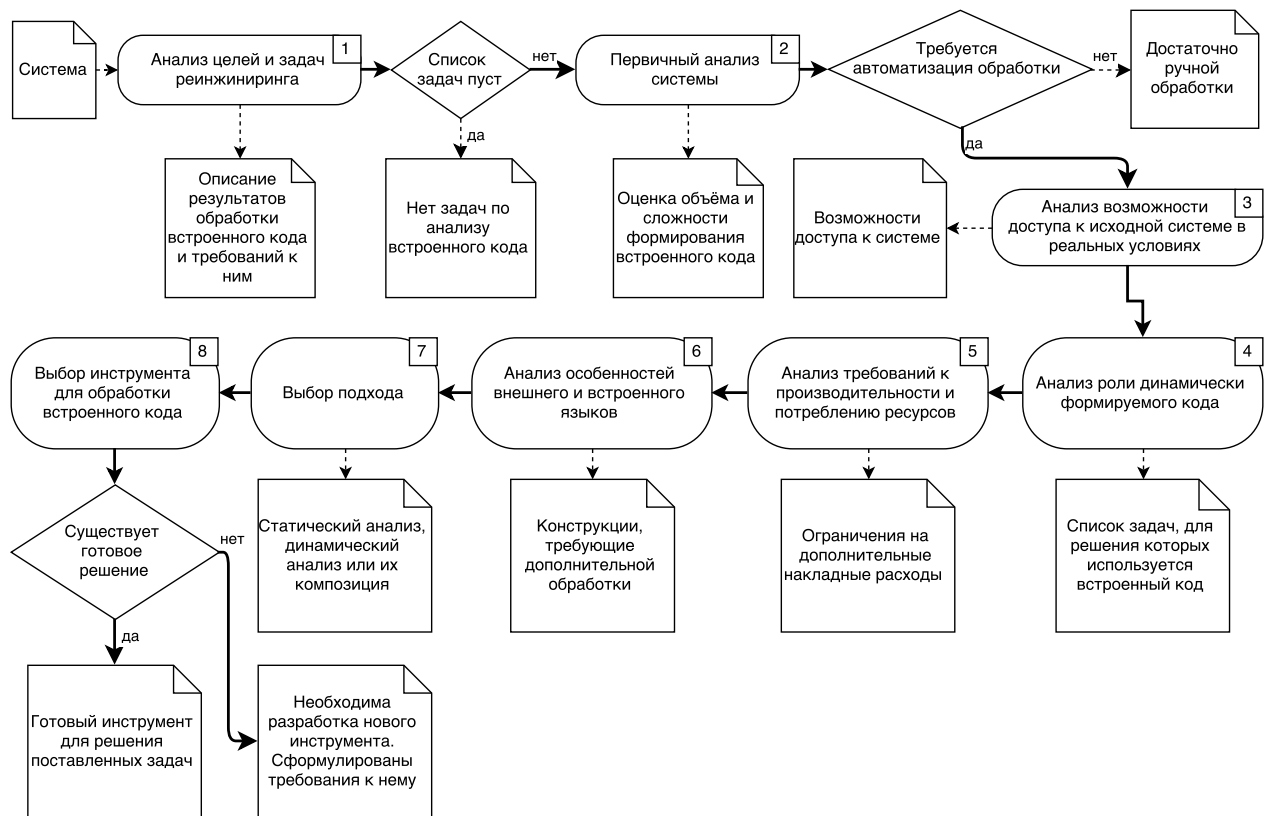 Система
Анализ целей и задач
реинжиниринга
1
Список
задач пуст
нет
Первичный анализ
системы
2
Требуется
автоматизация обработки
нет
Достаточно
ручной
обработки
да
да
Описание
результатов
обработки
встроенного кода
и требований к
ним
Нет задач по
анализу
встроенного кода
Оценка объёма и
сложности
формирования
встроенного кода
Возможности
доступа к системе
Анализ возможности
доступа к исходной системе в
реальных условиях
3
Выбор инструмента
для обработки
встроенного кода
8
Выбор подхода
7
Анализ особенностей
внешнего и встроенного
языков
6
Анализ требований к
производительности и
потреблению ресурсов
5
Анализ роли динамически
формируемого кода
4
Существует
готовое
решение
нет
Статический анализ,
динамический
анализ или их
композиция
Конструкции,
требующие
дополнительной
обработки
Ограничения на
дополнительные
накладные расходы
Список задач, для
решения которых
используется
встроенный код
да
Готовый инструмент
для решения
поставленных задач
Необходима
разработка нового
инструмента.
Сформулированы
требования к нему